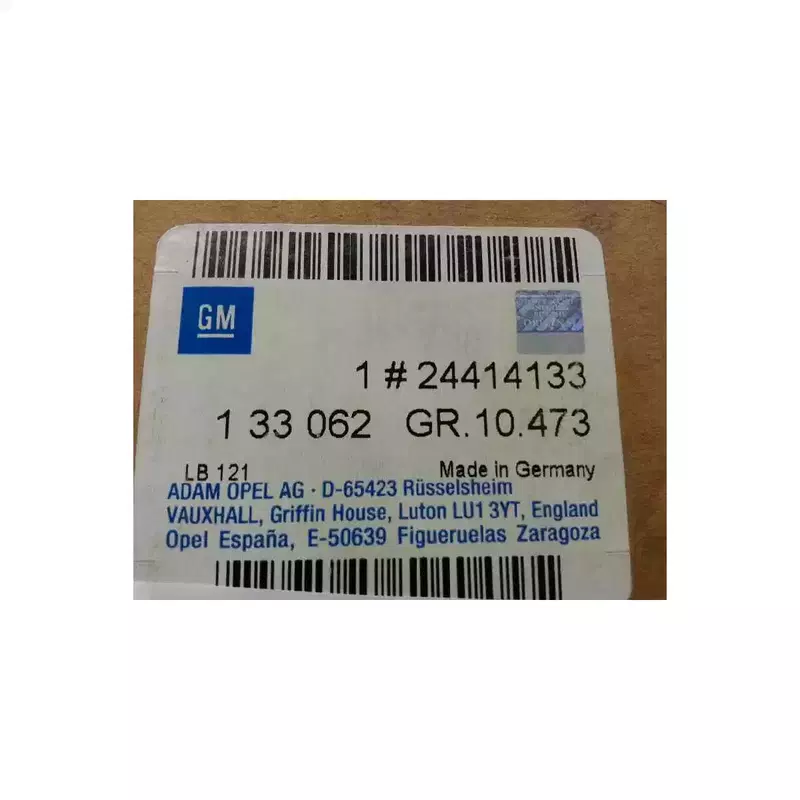 GM
1 # 24414133
1 33 062 GR.10.473
LB 121 Made in Germany
ADAM OPEL AG · D-65423 Rüsselsheim
VAUXHALL, Griffin House, Luton LU1 3YT, England
Opel España, E-50639 Figueruelas Zaragoza